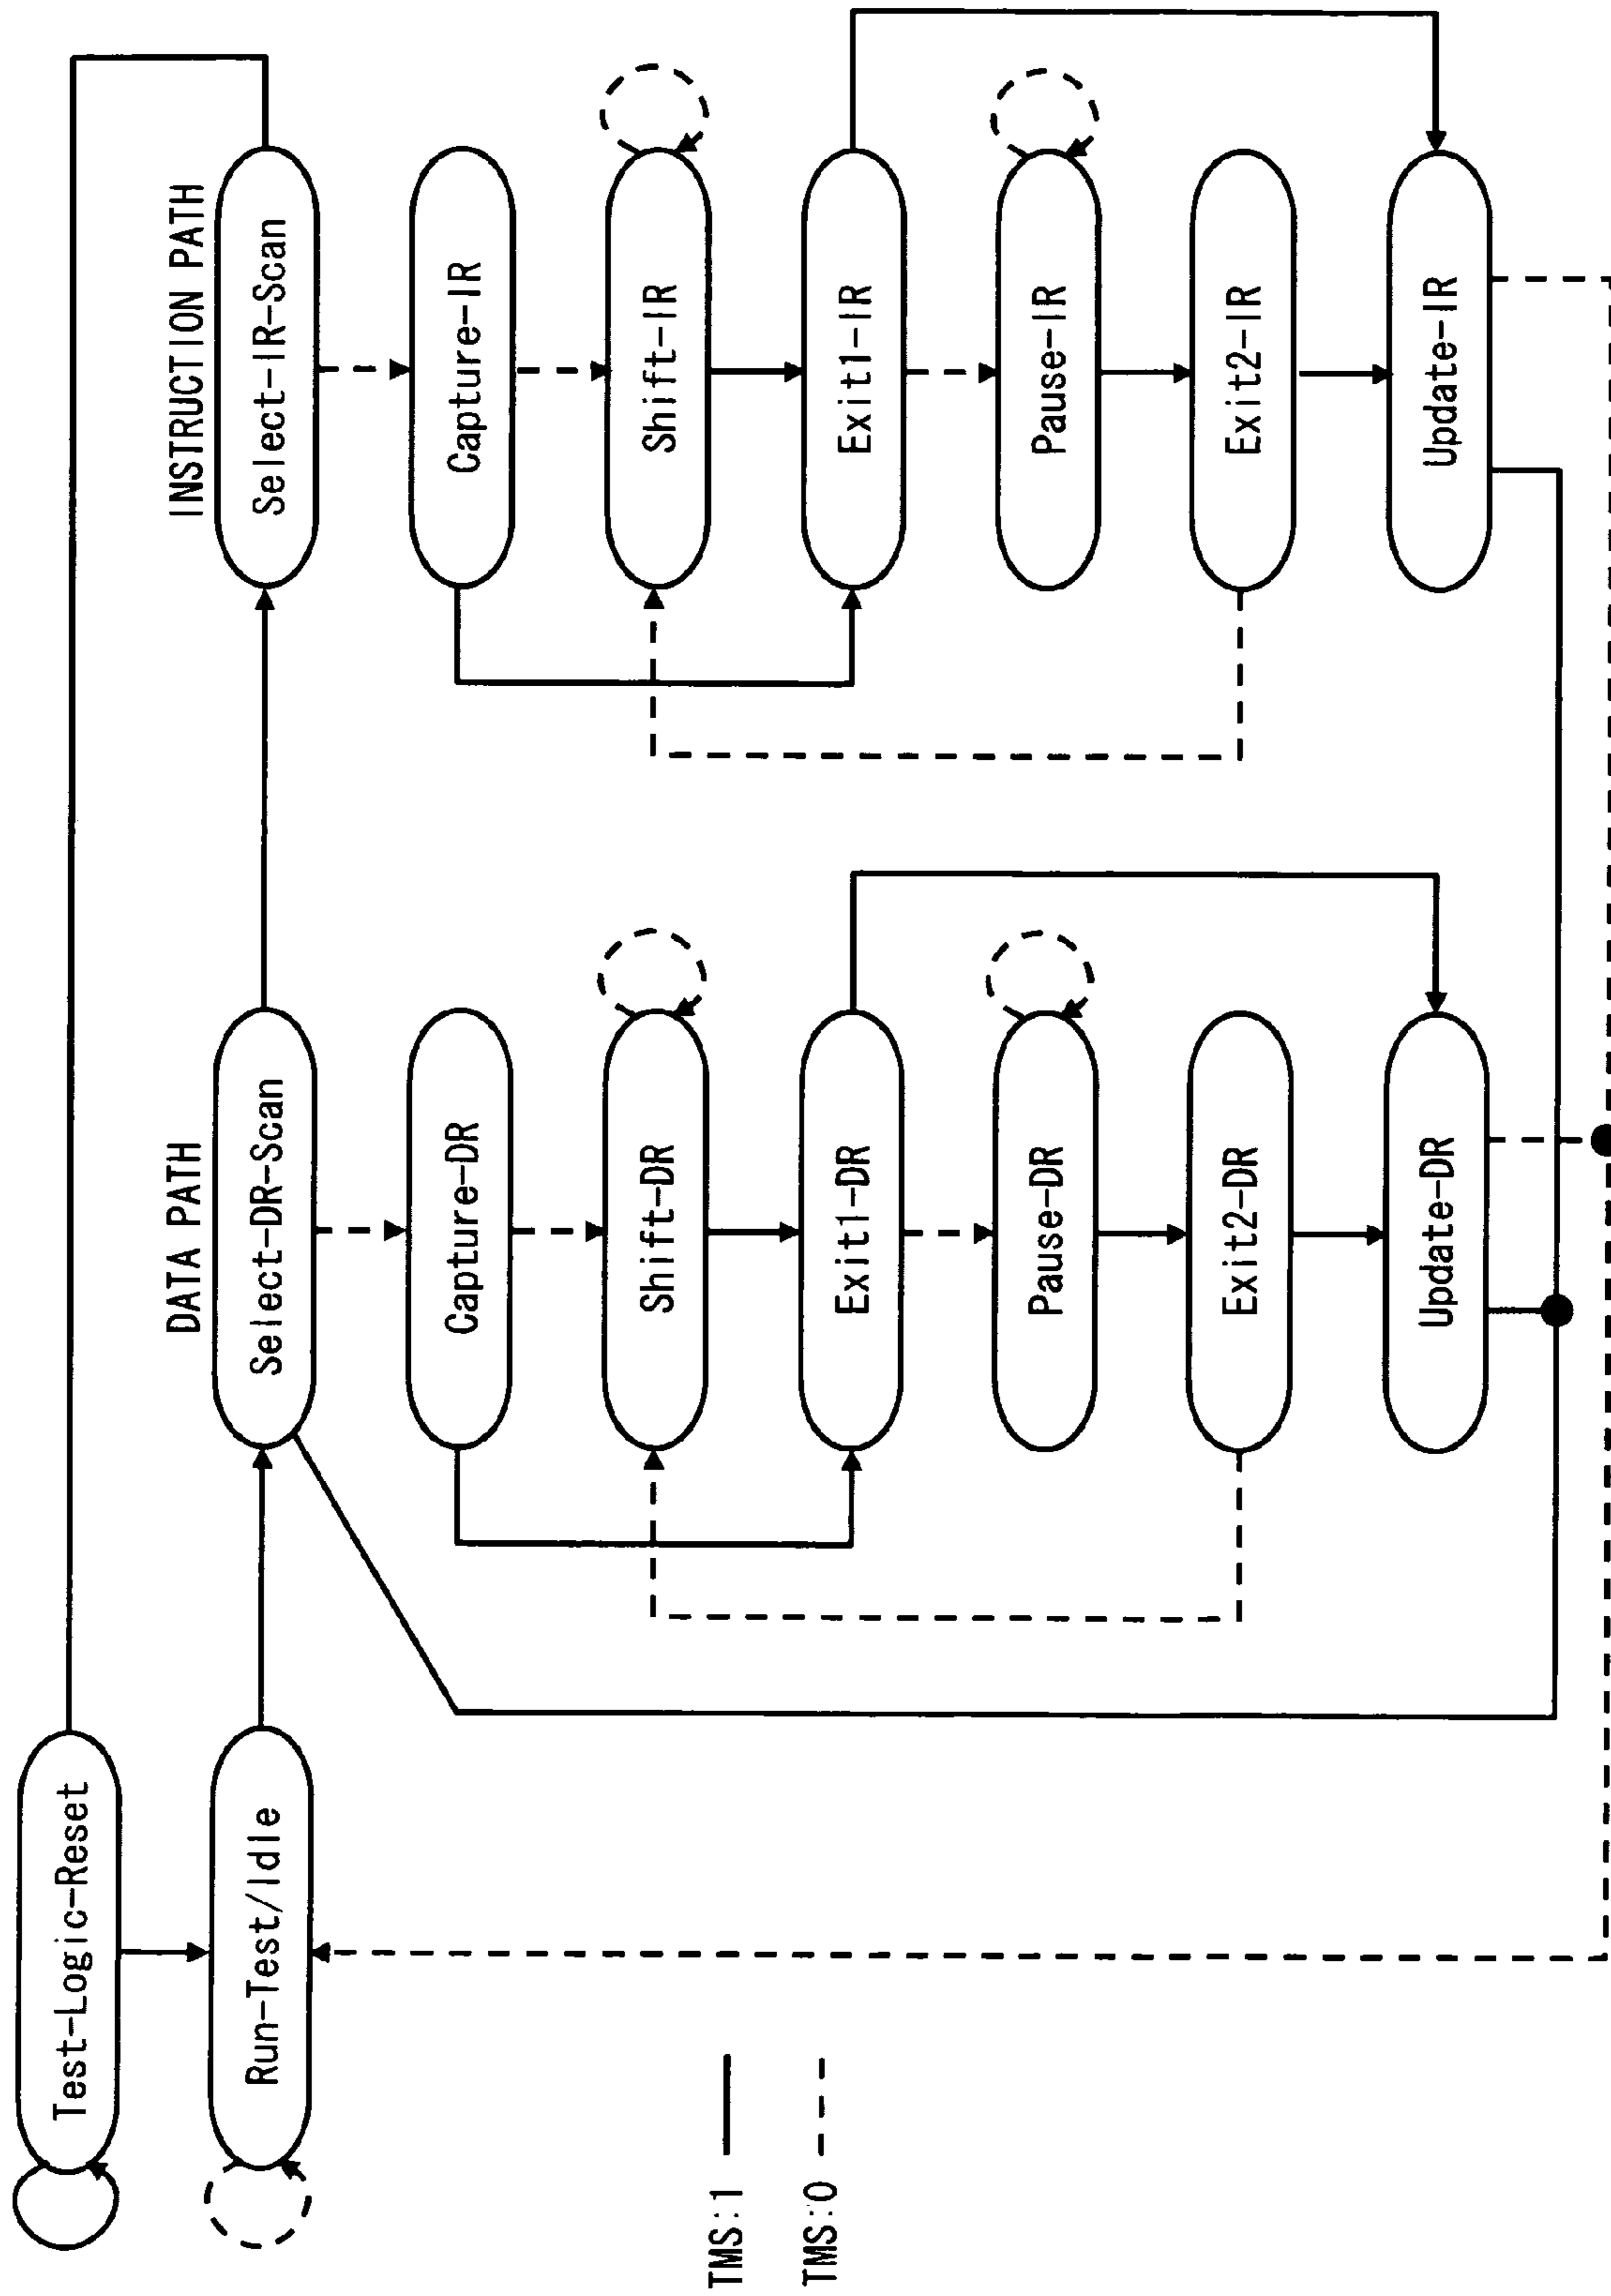 Test-Logic-Reset
Run-Test/Idle
DATA PATH
Select-DR-Scan
Capture-DR
Shift-DR
Exit1-DR
Pause-DR
Exit2-DR
Update-DR
INSTRUCTION PATH
Select-IR-Scan
Capture-IR
Shift-IR
Exit1-IR
Pause-IR
Exit2-IR
Update-IR
TMS:1
TMS:0